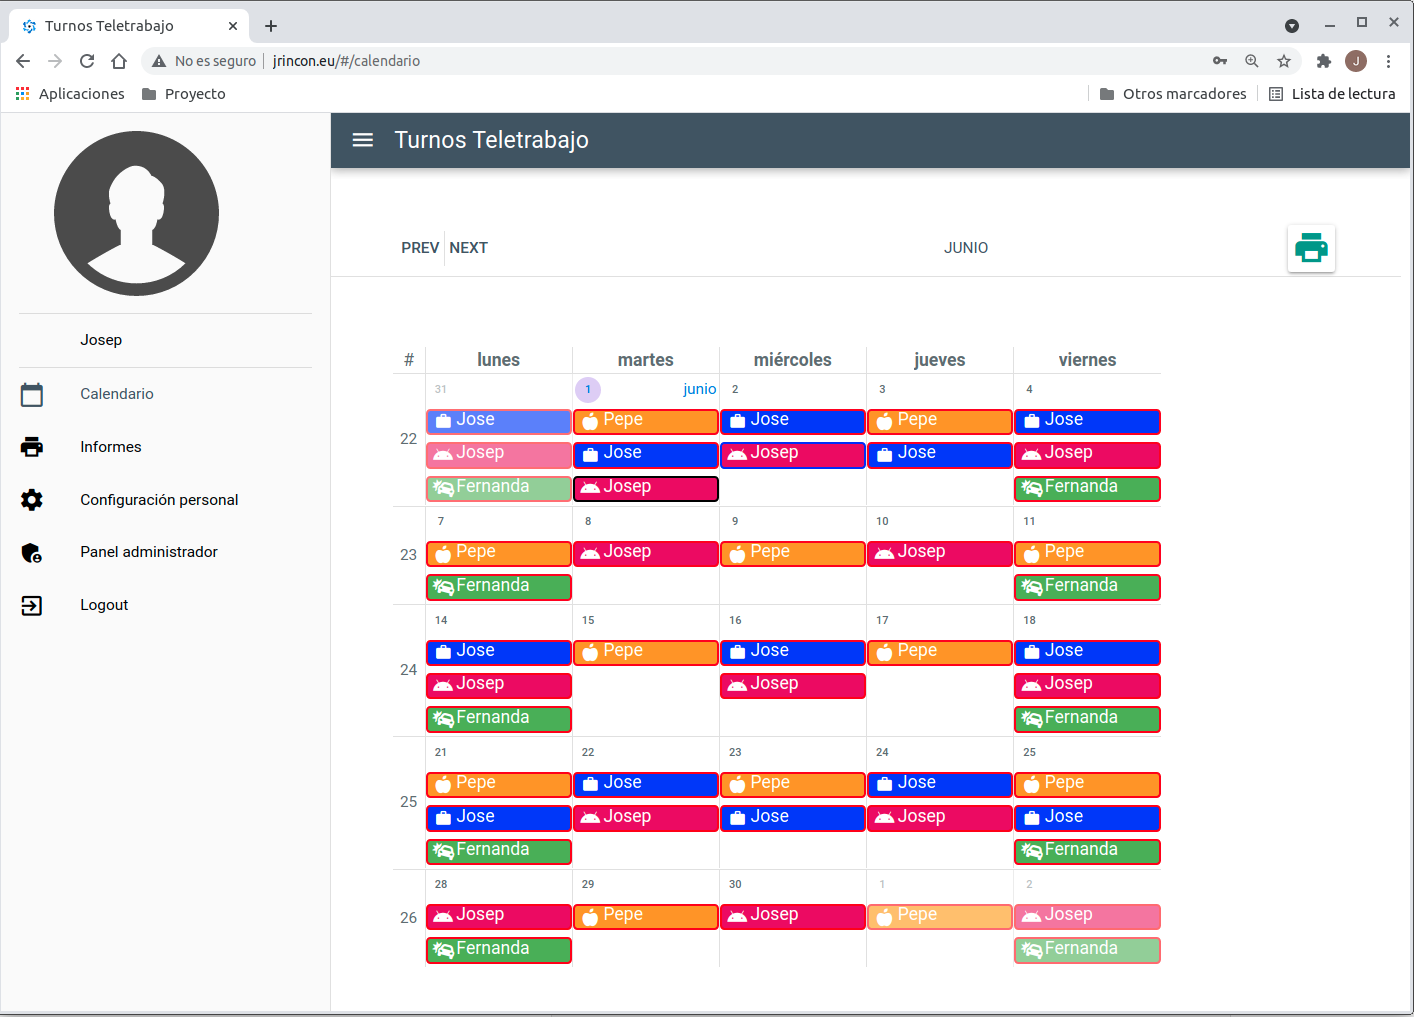 Turnos Teletrabajo
No es seguro jrincon.eu/#/calendario
J
Aplicaciones Proyecto Otros marcadores Lista de lectura
Turnos Teletrabajo
Josep
Calendario
Informes
Configuración personal
Panel administrador
Logout
PREV NEXT JUNIO
# lunes martes miércoles jueves viernes
31 1 junio 2 3 4
22
Jose Pepe Jose Pepe Jose
Josep Jose Josep Jose Josep
Fernanda Josep Fernanda
7 8 9 10 11
23
Pepe Josep Pepe Josep Pepe
Fernanda Fernanda
14 15 16 17 18
24
Jose Pepe Jose Pepe Jose
Josep Josep Josep
Fernanda Fernanda
21 22 23 24 25
25
Pepe Jose Pepe Jose Pepe
Jose Josep Jose Josep Jose
Fernanda Fernanda
28 29 30 1 2
26
Josep Pepe Josep Pepe Josep
Fernanda Fernanda